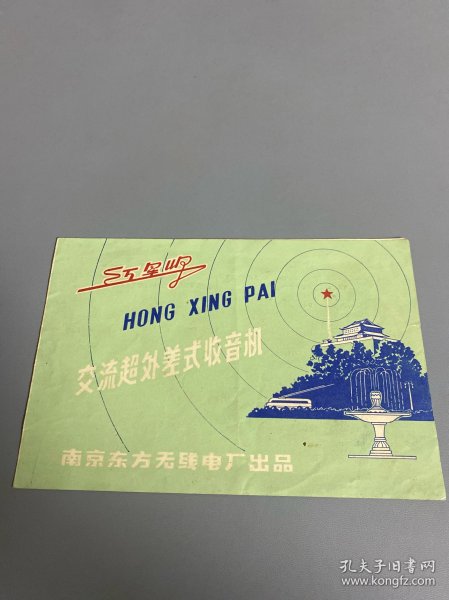 红星牌
HONG XING PAI
交流超外差式收音机
南京东方无线电厂出品
孔夫子旧书网
www.kongfz.com